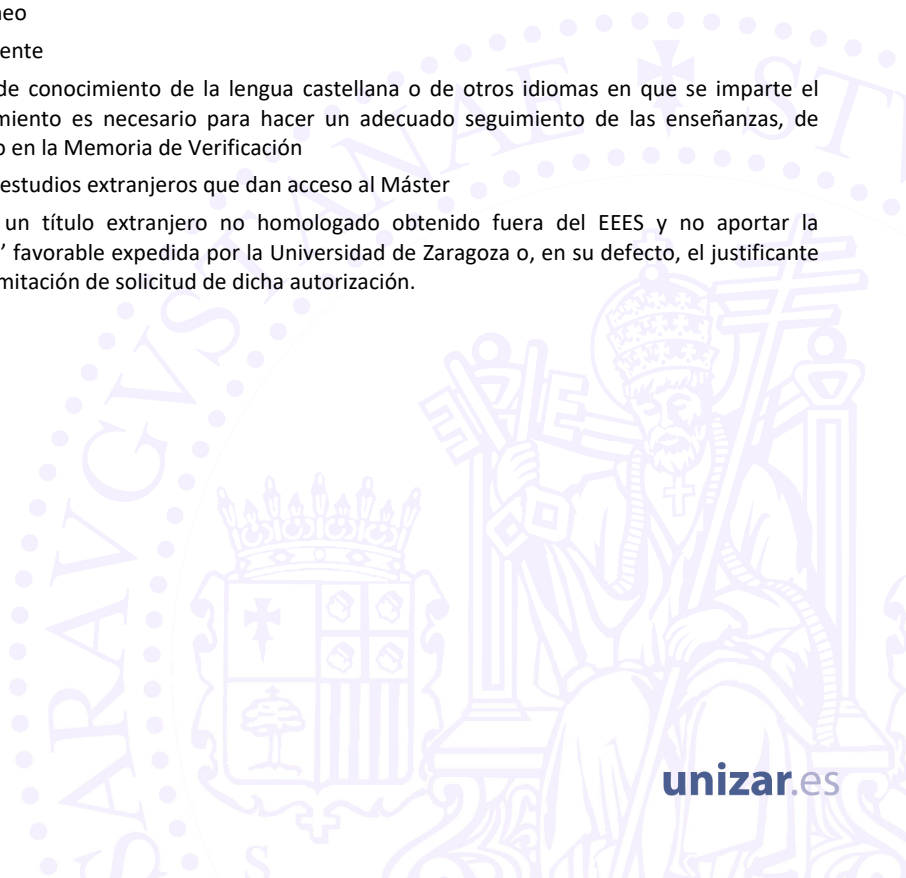 neo
ente
de conocimiento de la lengua castellana o de otros idiomas en que se imparte el
miento es necesario para hacer un adecuado seguimiento de las enseñanzas, de
o en la Memoria de Verificación
estudios extranjeros que dan acceso al Máster
un título extranjero no homologado obtenido fuera del EEES y no aportar la
’ favorable expedida por la Universidad de Zaragoza o, en su defecto, el justificante
mitación de solicitud de dicha autorización.
SARAVGVSTANAE ST
unizar.es
S